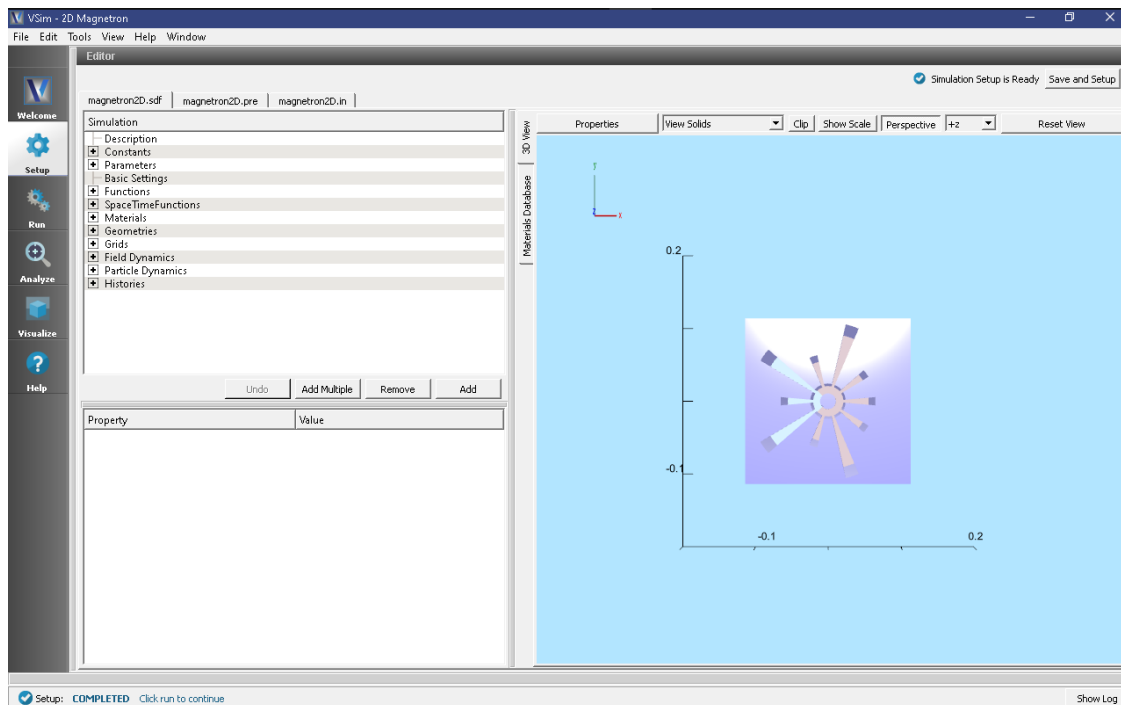 VSim - 2D Magnetron
File Edit Tools View Help Window
Editor
Simulation Setup is Ready Save and Setup
Welcome
Setup
Run
Analyze
Visualize
Help
magnetron2D.sdf magnetron2D.pre magnetron2D.in
Simulation
Description
Constants
Parameters
Basic Settings
Functions
SpaceTimeFunctions
Materials
Geometries
Grids
Field Dynamics
Particle Dynamics
Histories
Undo Add Multiple Remove Add
Property Value
3D View
Materials Database
Properties View Solids Clip Show Scale Perspective +z Reset View
y
z x
0.2
-0.1
-0.1 0.2
Setup: COMPLETED Click run to continue
Show Log